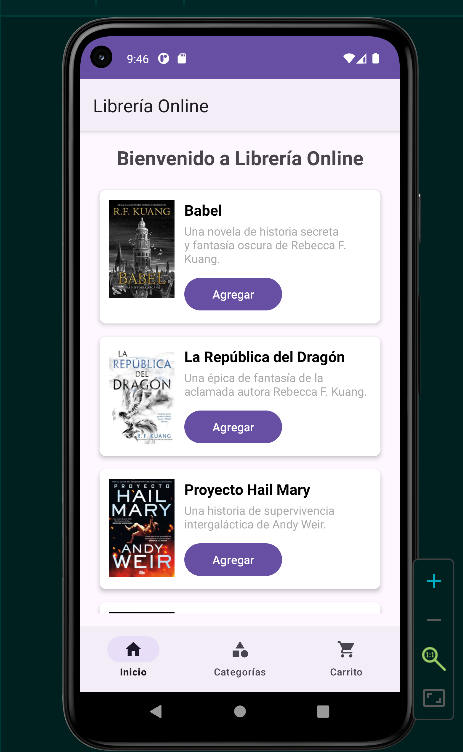 9:46
Librería Online
Bienvenido a Librería Online
R.F. KUANG
BABEL
Babel
Una novela de historia secreta
y fantasía oscura de Rebecca F.
Kuang.
Agregar
LA
REPÚBLICA
DEL
DRAGÓN
R.F. KUANG
La República del Dragón
Una épica de fantasía de la
aclamada autora Rebecca F. Kuang.
Agregar
PROYECTO
HAIL
MARY
ANDY
WEIR
Proyecto Hail Mary
Una historia de supervivencia
intergaláctica de Andy Weir.
Agregar
Inicio
Categorías
Carrito
1:1